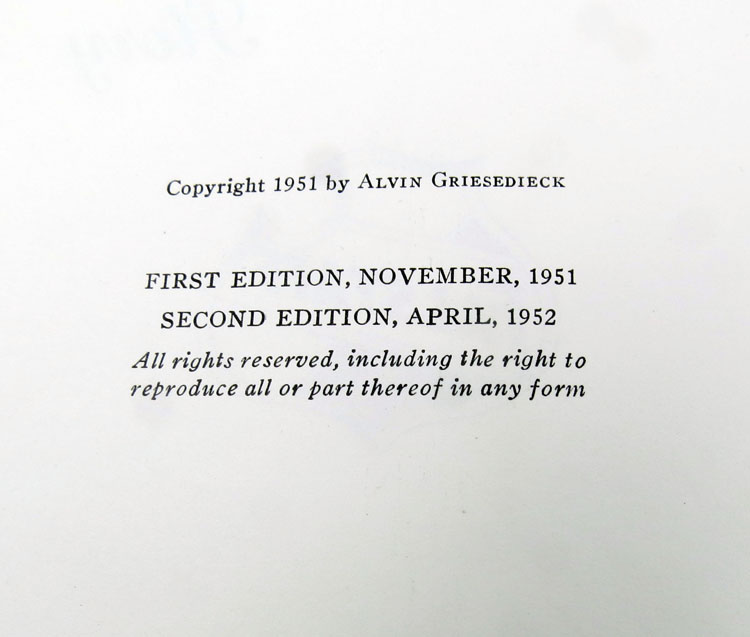 Copyright 1951 by ALVIN GRIESEDIECK
FIRST EDITION, NOVEMBER, 1951
SECOND EDITION, APRIL, 1952
All rights reserved, including the right to
reproduce all or part thereof in any form